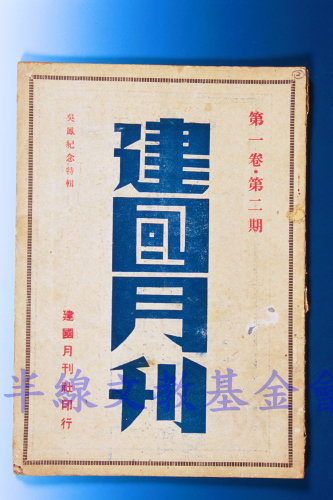 第一卷·第二期
建國月刊
吳鳳紀念特輯
建國月刊社印行
半線文教基金會